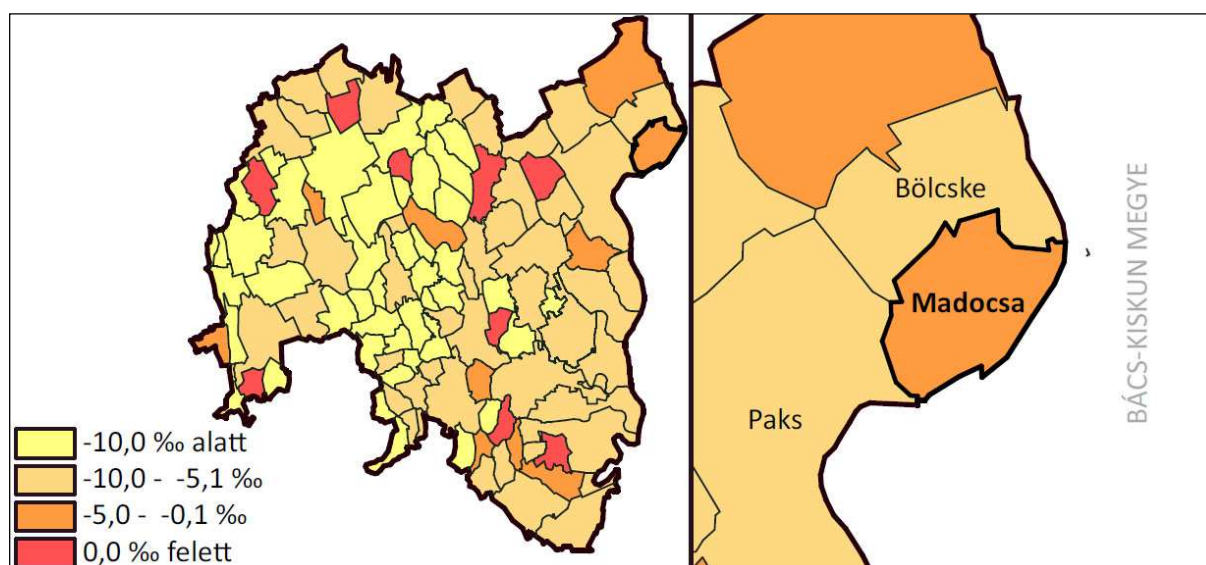 -10,0 ‰ alatt
-10,0 - -5,1 ‰
-5,0 - -0,1 ‰
0,0 ‰ felett
Bölcske
Madocsa
Paks
BÁCS-KISKUN MEGYE